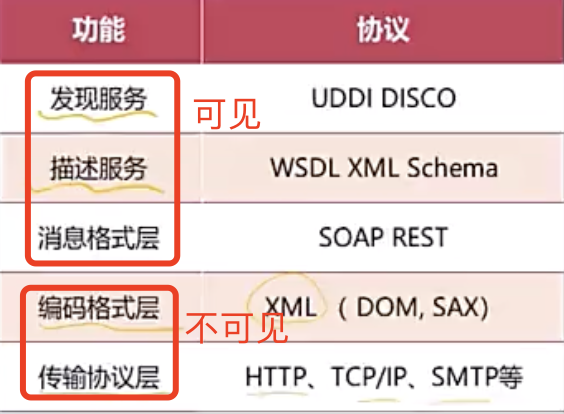 功能 协议
发现服务 UDDI DISCO
可见
描述服务 WSDL XML Schema
消息格式层 SOAP REST
编码格式层 XML （ DOM, SAX)
不可见
传输协议层 HTTP、TCP/IP、SMTP等